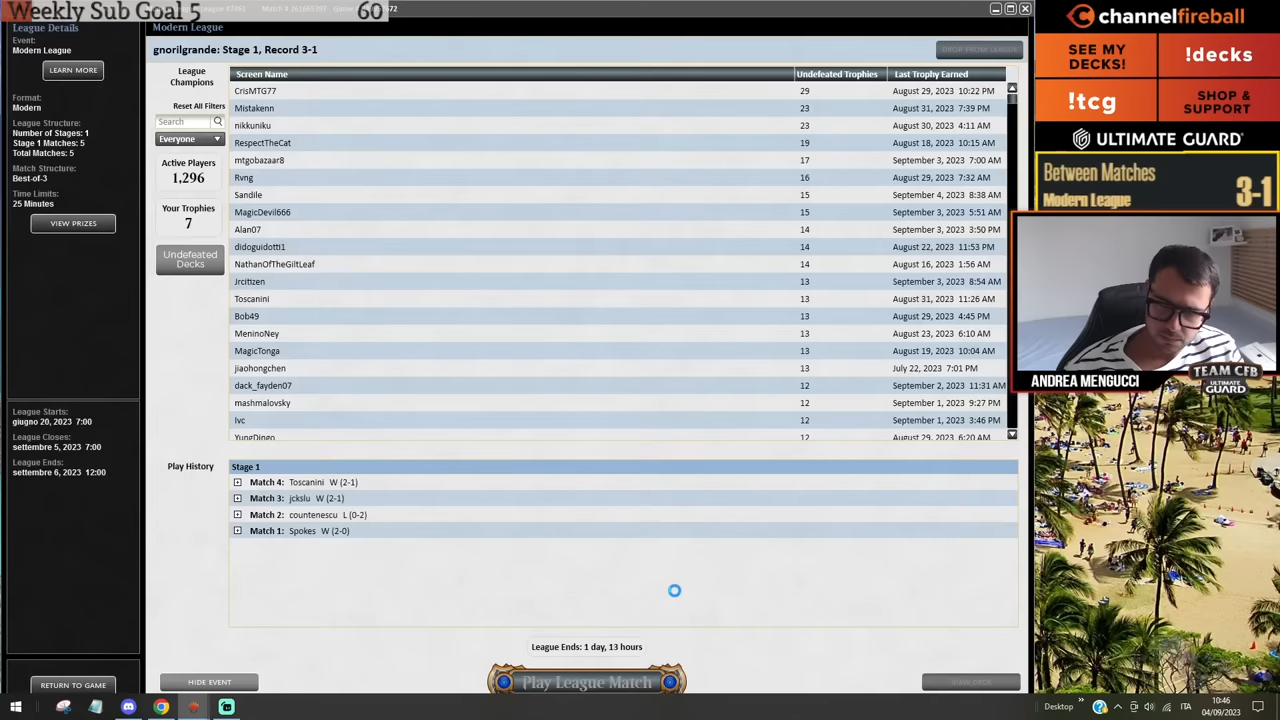 Weekly Sub Goal 5 60
League Details
Event:
Modern League
LEARN MORE
Format:
Modern
League Structure:
Number of Stages: 1
Stage 1 Matches: 5
Total Matches: 5
Match Structure:
Best-of-3
Time Limits:
25 Minutes
VIEW PRIZES
League Starts:
giugno 20, 2023 7:00
League Closes:
settembre 5, 2023 7:00
League Ends:
settembre 6, 2023 12:00
RETURN TO GAME
Modern League
gnorilgrande: Stage 1, Record 3-1
DROP FROM LEAGUE
League
Champions
Reset All Filters
Search
Everyone
Active Players
1,296
Your Trophies
7
Undefeated
Decks
Screen Name Undefeated Trophies Last Trophy Earned
CrisMTG77 29 August 29, 2023 10:22 PM
Mistakenn 23 August 31, 2023 7:39 PM
nikkuniku 23 August 30, 2023 4:11 AM
RespectTheCat 19 August 18, 2023 10:15 AM
mtgobazaar8 17 September 3, 2023 7:00 AM
Rvng 16 August 29, 2023 7:32 AM
Sandile 15 September 4, 2023 8:38 AM
MagicDevil666 15 September 3, 2023 5:51 AM
Alan07 14 September 3, 2023 3:50 PM
didoguidotti1 14 August 22, 2023 11:53 PM
NathanOfTheGiltLeaf 14 August 16, 2023 1:56 AM
Jrcitizen 13 September 3, 2023 8:54 AM
Toscanini 13 August 31, 2023 11:26 AM
Bob49 13 August 29, 2023 4:45 PM
MeninoNey 13 August 23, 2023 6:10 AM
MagicTonga 13 August 19, 2023 10:04 AM
jiaohongchen 13 July 22, 2023 7:01 PM
dack_fayden07 12 September 2, 2023 11:31 AM
mashmalovsky 12 September 1, 2023 9:27 PM
lvc 12 September 1, 2023 3:46 PM
YungDingo 12 August 29, 2023 6:20 AM
Play History
Stage 1
Match 4: Toscanini W (2-1)
Match 3: jckslu W (2-1)
Match 2: countenescu L (0-2)
Match 1: Spokes W (2-0)
League Ends: 1 day, 13 hours
HIDE EVENT
Play League Match
VIEW DECK
channelfireball
SEE MY
DECKS!
!decks
!tcg
SHOP &
SUPPORT
ULTIMATE GUARD
Between Matches
Modern League
3-1
ANDREA MENGUCCI
TEAM CFB
ULTIMATE
GUARD
Desktop
ITA
10:46
04/09/2023